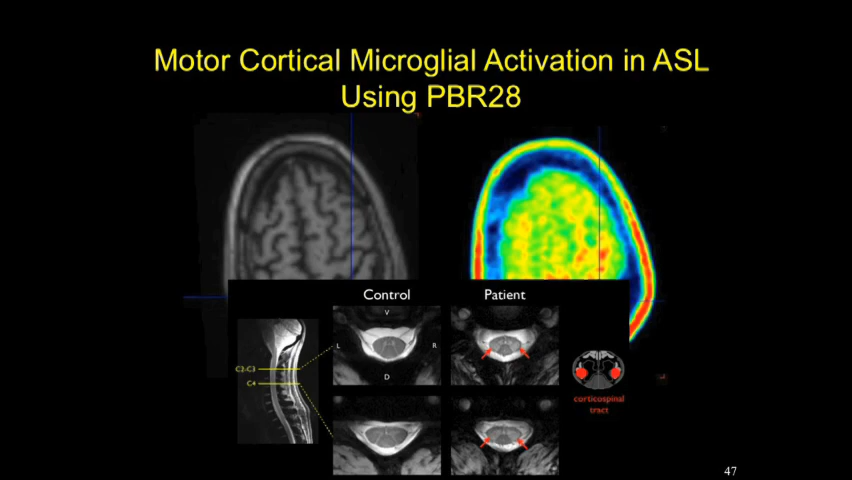 Motor Cortical Microglial Activation in ASL
Using PBR28
Control
Patient
V
L
R
D
C2-C3
C4
corticospinal
tract
47